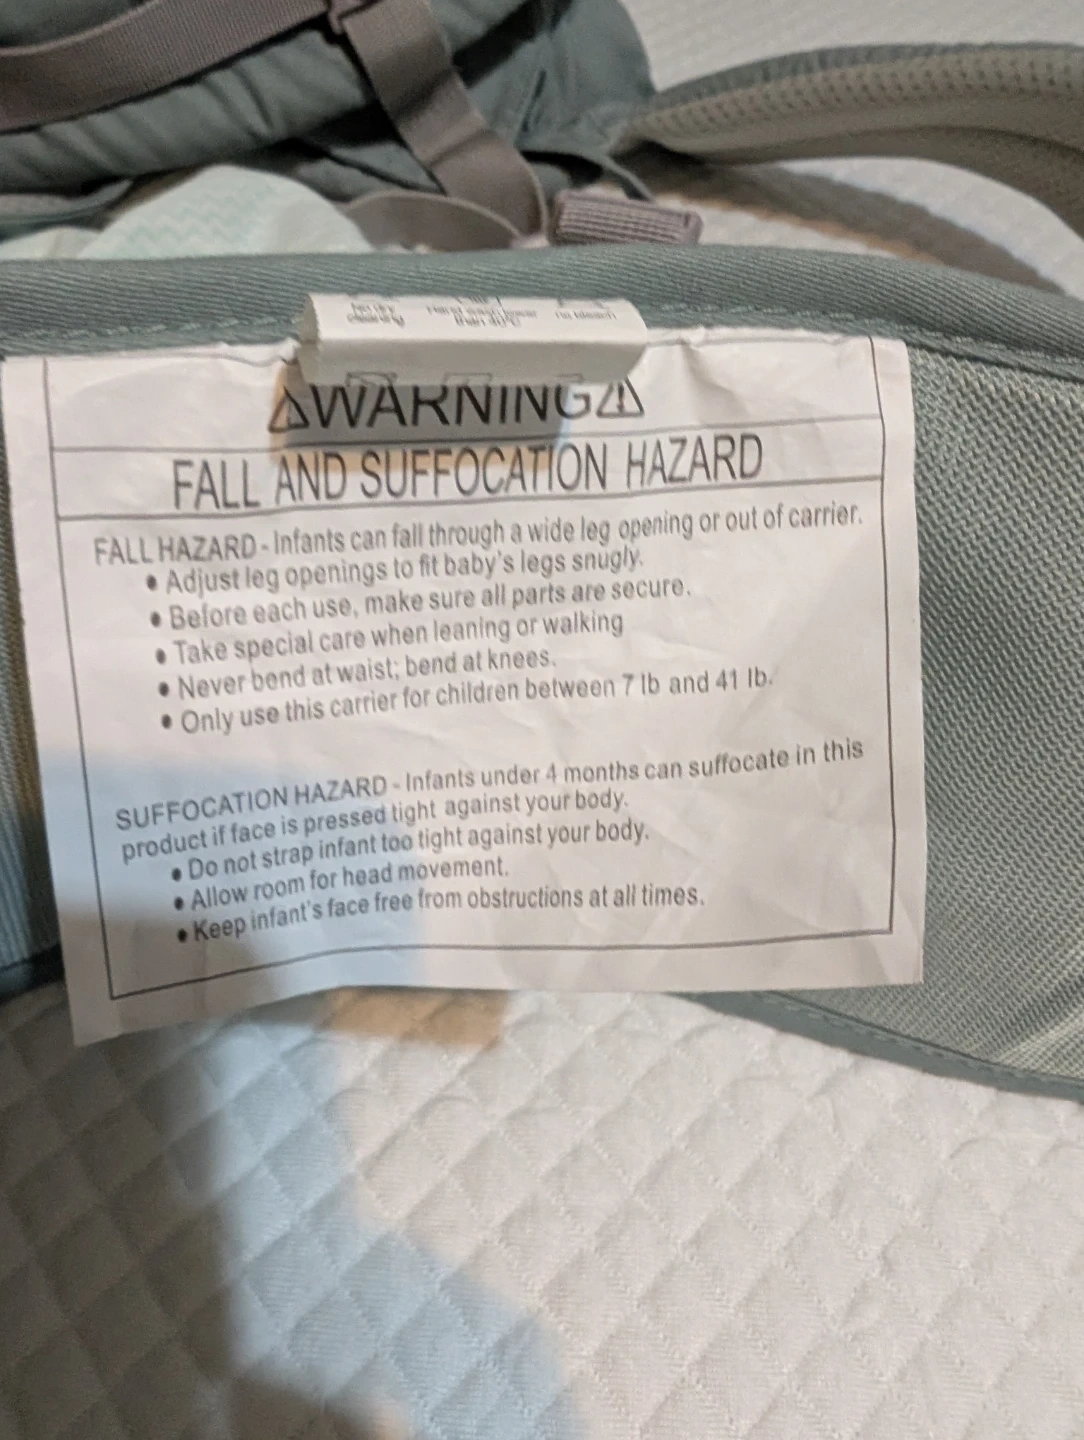 than 40°C
⚠WARNING⚠
FALL AND SUFFOCATION HAZARD
FALL HAZARD - Infants can fall through a wide leg opening or out of carrier.
• Adjust leg openings to fit baby's legs snugly.
• Before each use, make sure all parts are secure.
• Take special care when leaning or walking
• Never bend at waist; bend at knees.
• Only use this carrier for children between 7 lb and 41 lb.
SUFFOCATION HAZARD - Infants under 4 months can suffocate in this
product if face is pressed tight against your body.
• Do not strap infant too tight against your body.
• Allow room for head movement.
• Keep infant's face free from obstructions at all times.